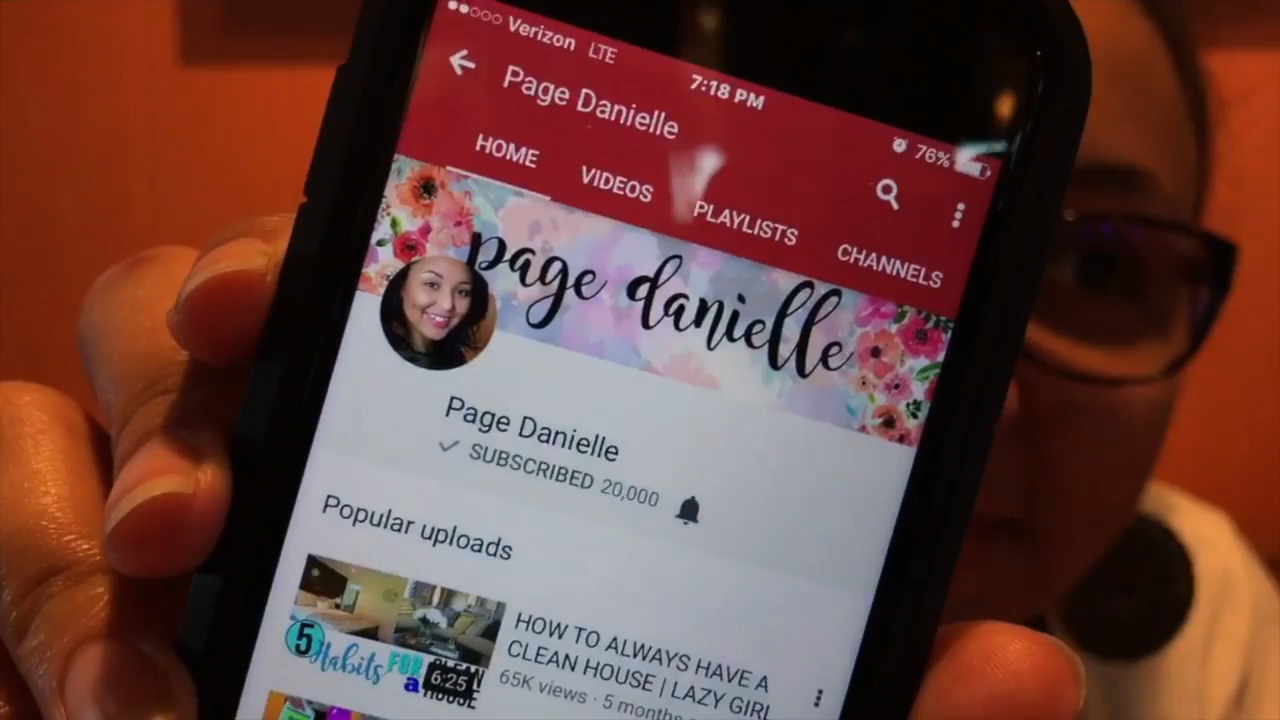 Verizon LTE 7:18 PM 76%
Page Danielle
HOME VIDEOS PLAYLISTS CHANNELS
page danielle
Page Danielle
SUBSCRIBED 20,000
Popular uploads
HOW TO ALWAYS HAVE A
CLEAN HOUSE | LAZY GIRL
65K views · 5 months
5 Habits FOR CLEAN
a HOUSE
6:25